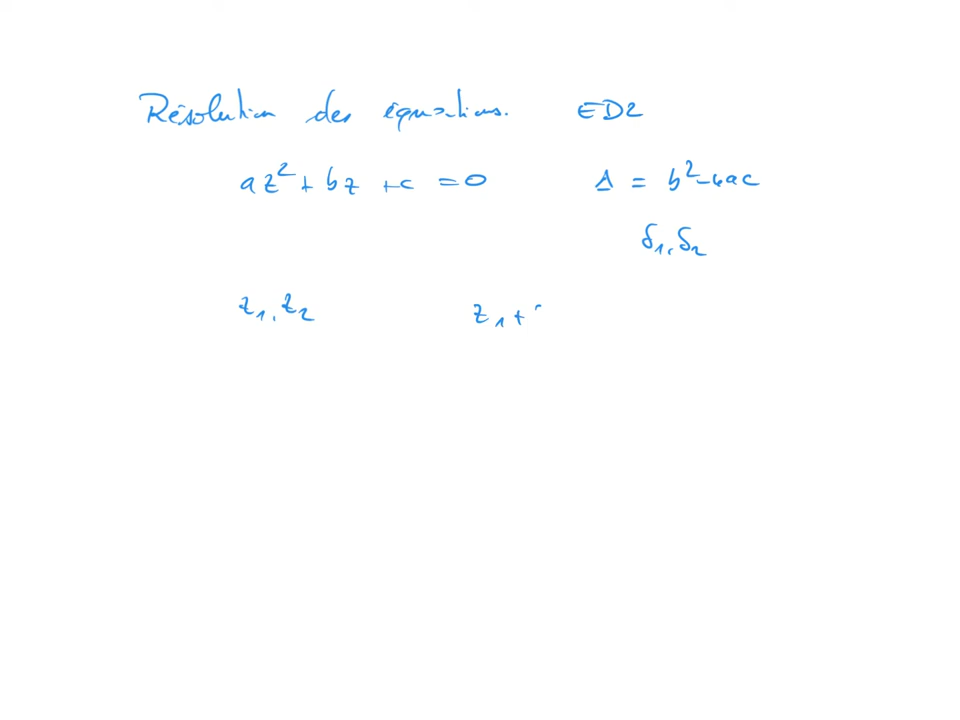 Résolution des équations. ED2
az² + bz + c = 0 Δ = b² - 4ac
δ₁, δ₂
z₁, z₂ z₁ +